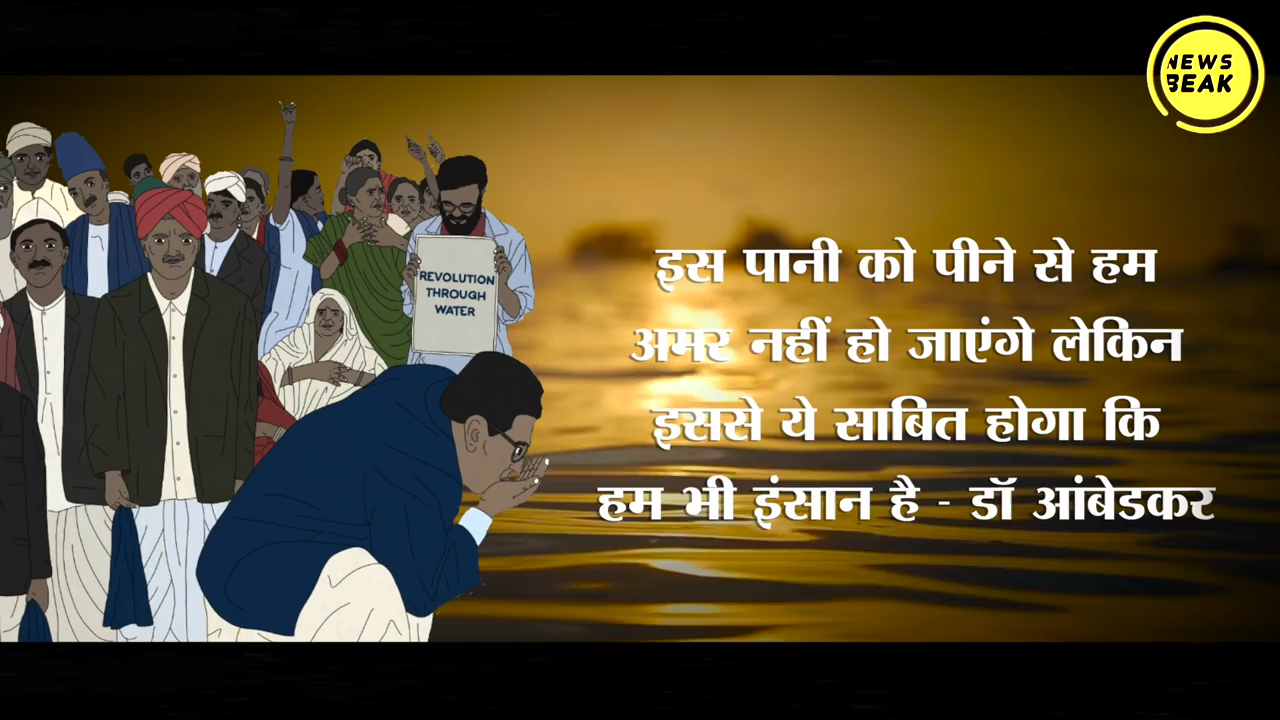 NEWS
BEAK
REVOLUTION
THROUGH
WATER
इस पानी को पीने से हम
अमर नहीं हो जाएंगे लेकिन
इससे ये साबित होगा कि
हम भी इंसान है - डॉ आंबेडकर